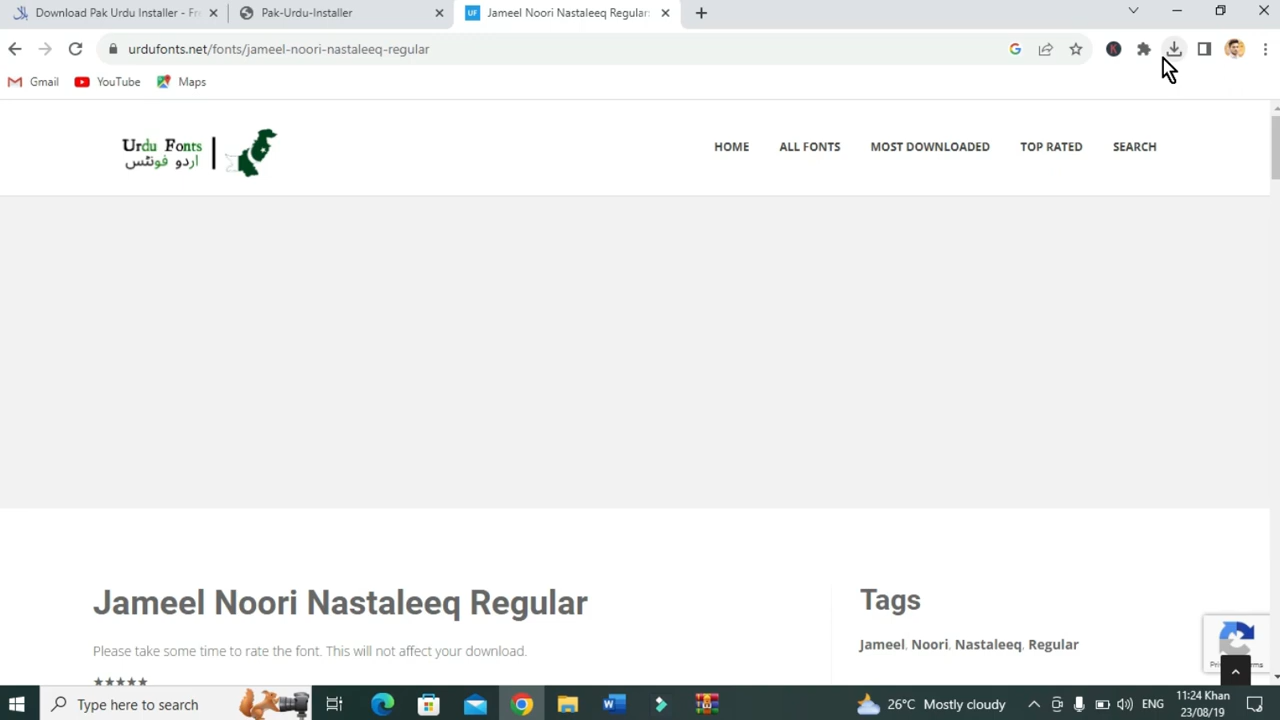 Download Pak Urdu Installer - Fr
Pak-Urdu-Installer
UF Jameel Noori Nastaleeq Regular:
urdufonts.net/fonts/jameel-noori-nastaleeq-regular
G
K
Gmail
YouTube
Maps
Urdu Fonts
اردو فونٹس
HOME
ALL FONTS
MOST DOWNLOADED
TOP RATED
SEARCH
Jameel Noori Nastaleeq Regular
Tags
Please take some time to rate the font. This will not affect your download.
Jameel, Noori, Nastaleeq, Regular
★★★★★
Type here to search
26°C Mostly cloudy
ENG
11:24 Khan
23/08/19